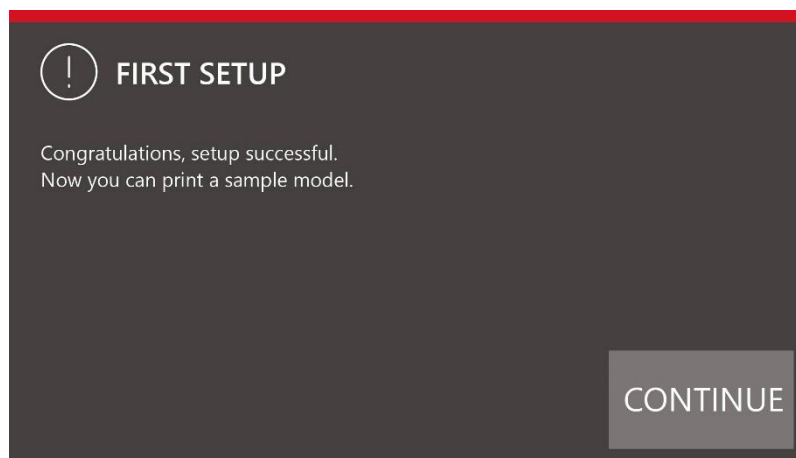 FIRST SETUP
Congratulations, setup successful.
Now you can print a sample model.
CONTINUE